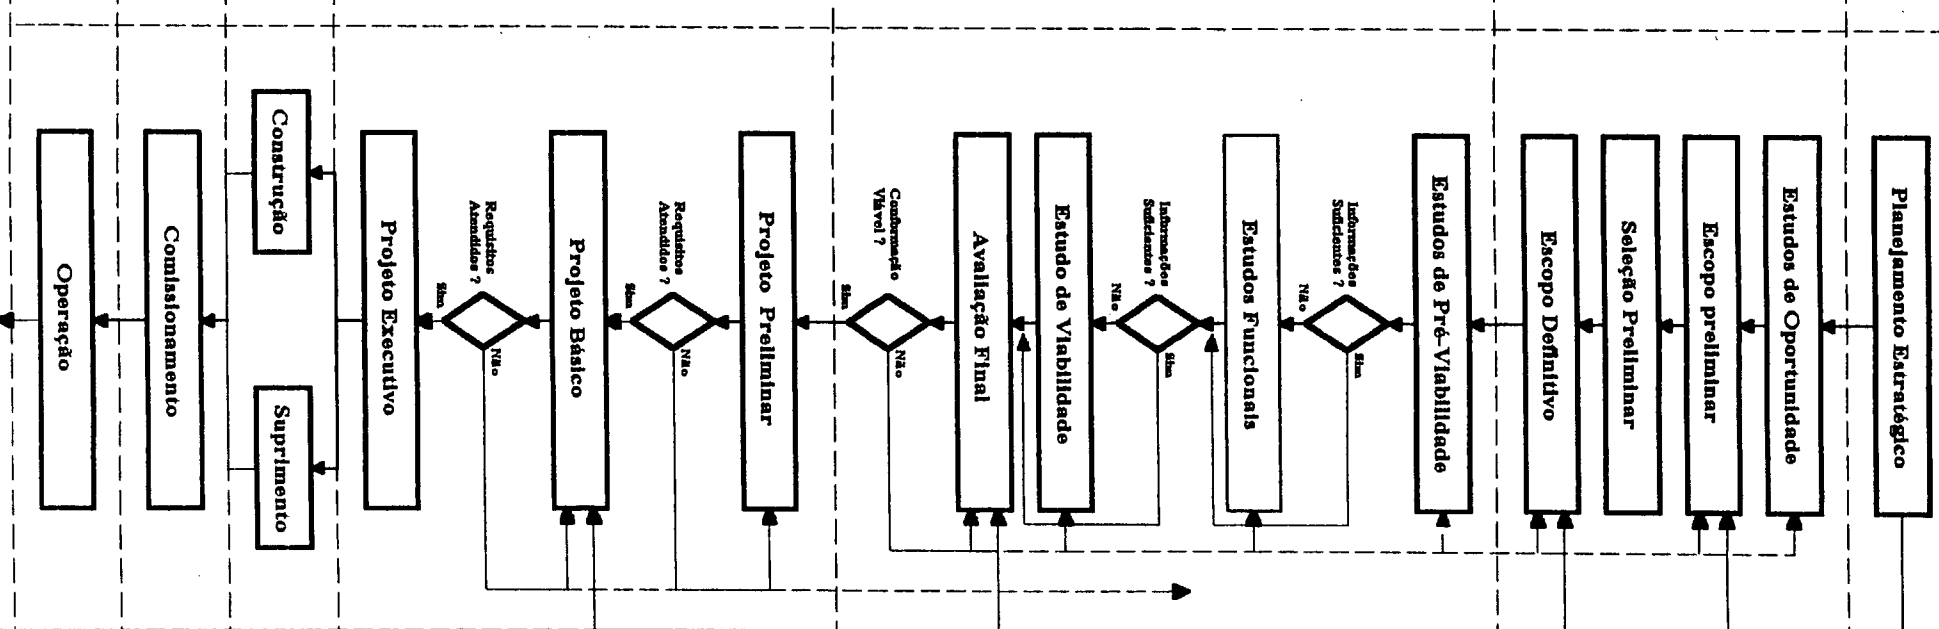 Planejamento Estratégico
Estudos de Oportunidade
Escopo preliminar
Seleção Preliminar
Escopo Definitivo
Estudos de Pré-Viabilidade
Informações
Suficientes ?
Não
Sim
Estudos Funcionais
Informações
Suficientes ?
Não
Sim
Estudo de Viabilidade
Avaliação Final
Conformação
Viável ?
Sim
Não
Projeto Preliminar
Requisitos
Atendidos ?
Sim
Não
Projeto Básico
Requisitos
Atendidos ?
Sim
Não
Projeto Executivo
Construção
Suprimento
Comissionamento
Operação